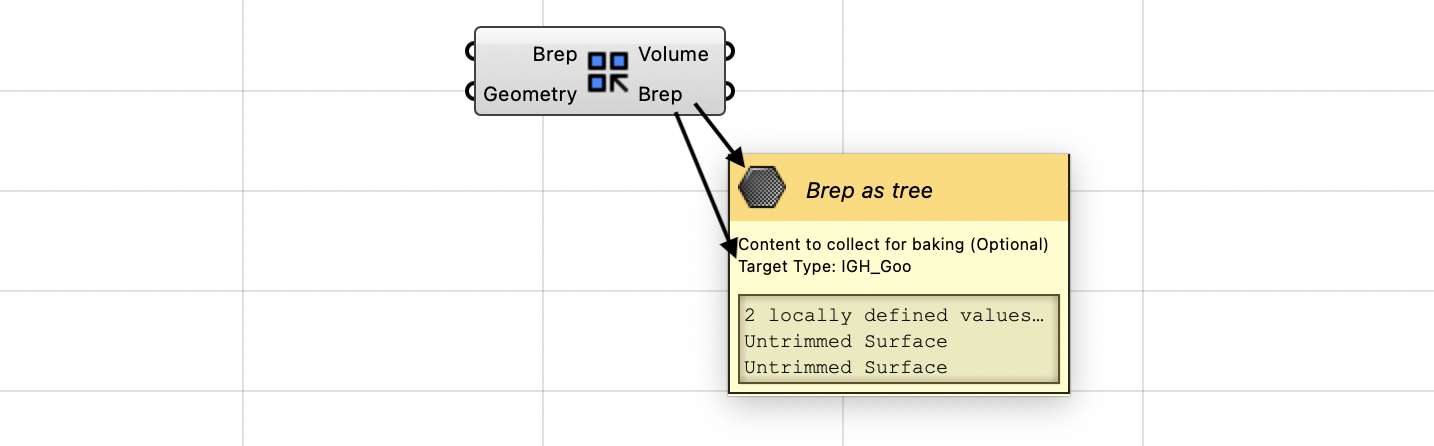 Brep
Volume
Geometry
Brep
Brep as tree
Content to collect for baking (Optional)
Target Type: IGH_Goo
2 locally defined values…
Untrimmed Surface
Untrimmed Surface